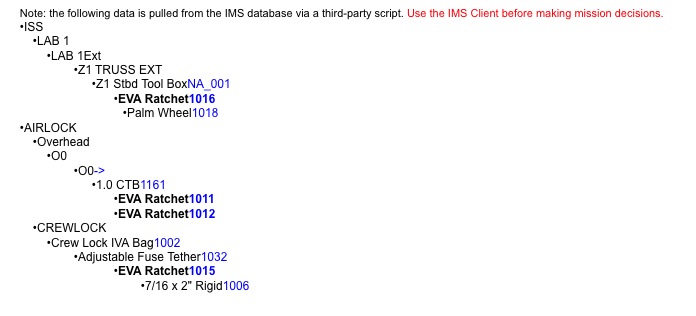 Note: the following data is pulled from the IMS database via a third-party script. Use the IMS Client before making mission decisions.
•ISS
•LAB 1
•LAB 1Ext
•Z1 TRUSS EXT
•Z1 Stbd Tool BoxNA_001
•EVA Ratchet1016
•Palm Wheel1018
•AIRLOCK
•Overhead
•O0
•O0->
•1.0 CTB1161
•EVA Ratchet1011
•EVA Ratchet1012
•CREWLOCK
•Crew Lock IVA Bag1002
•Adjustable Fuse Tether1032
•EVA Ratchet1015
•7/16 x 2" Rigid1006